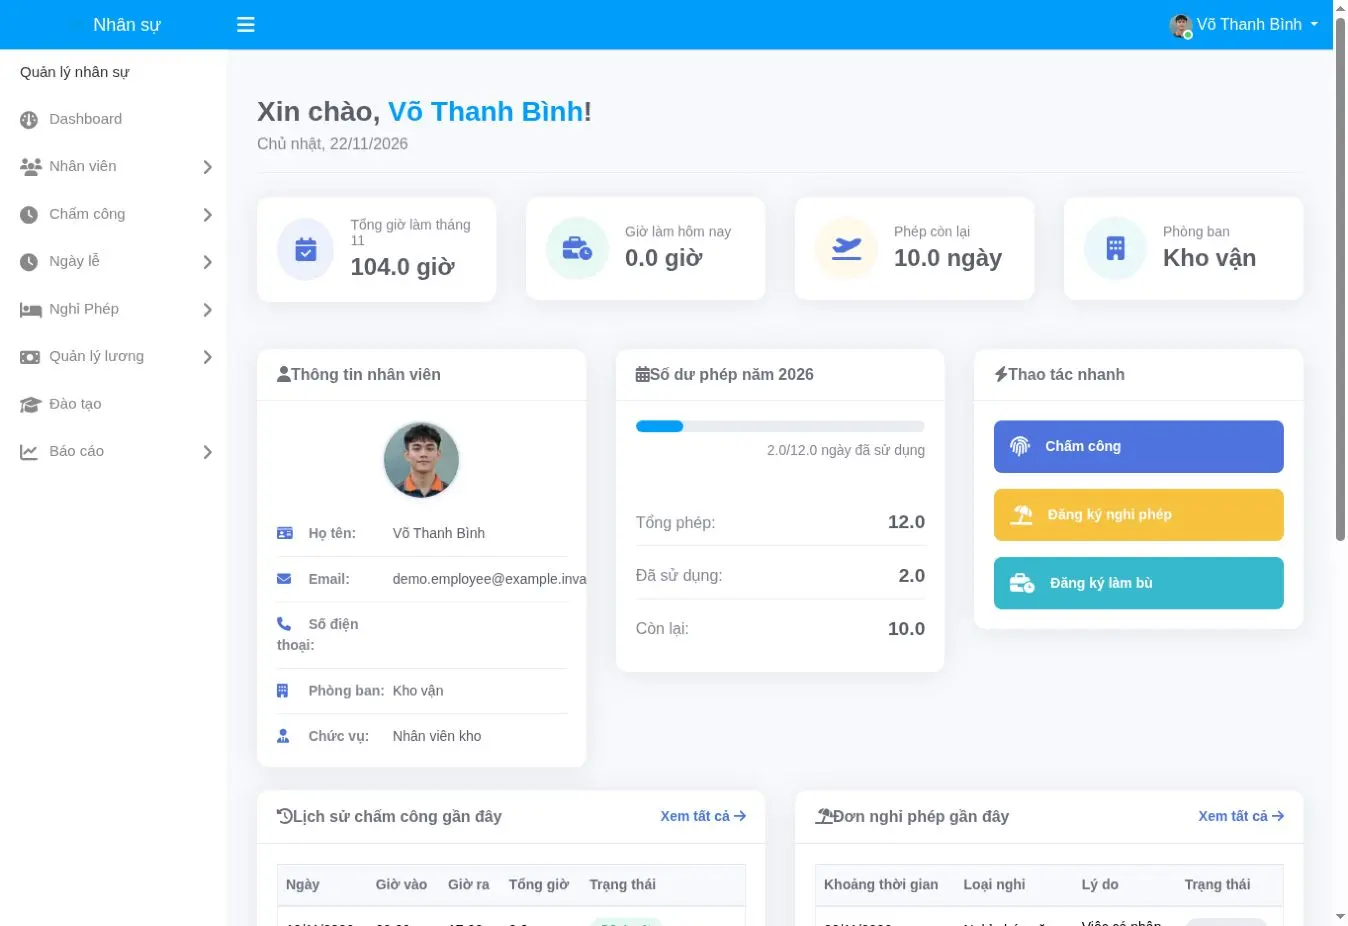 Nhân sự
Võ Thanh Bình
Quản lý nhân sự
Dashboard
Nhân viên
Chấm công
Ngày lễ
Nghỉ Phép
Quản lý lương
Đào tạo
Báo cáo
Xin chào, Võ Thanh Bình!
Chủ nhật, 22/11/2026
Tổng giờ làm tháng
11
104.0 giờ
Giờ làm hôm nay
0.0 giờ
Phép còn lại
10.0 ngày
Phòng ban
Kho vận
Thông tin nhân viên
Họ tên: Võ Thanh Bình
Email: demo.employee@example.inva
Số điện
thoại:
Phòng ban: Kho vận
Chức vụ: Nhân viên kho
Số dư phép năm 2026
2.0/12.0 ngày đã sử dụng
Tổng phép: 12.0
Đã sử dụng: 2.0
Còn lại: 10.0
Thao tác nhanh
Chấm công
Đăng ký nghỉ phép
Đăng ký làm bù
Lịch sử chấm công gần đây
Xem tất cả
Ngày Giờ vào Giờ ra Tổng giờ Trạng thái
Đơn nghỉ phép gần đây
Xem tất cả
Khoảng thời gian Loại nghỉ Lý do Trạng thái